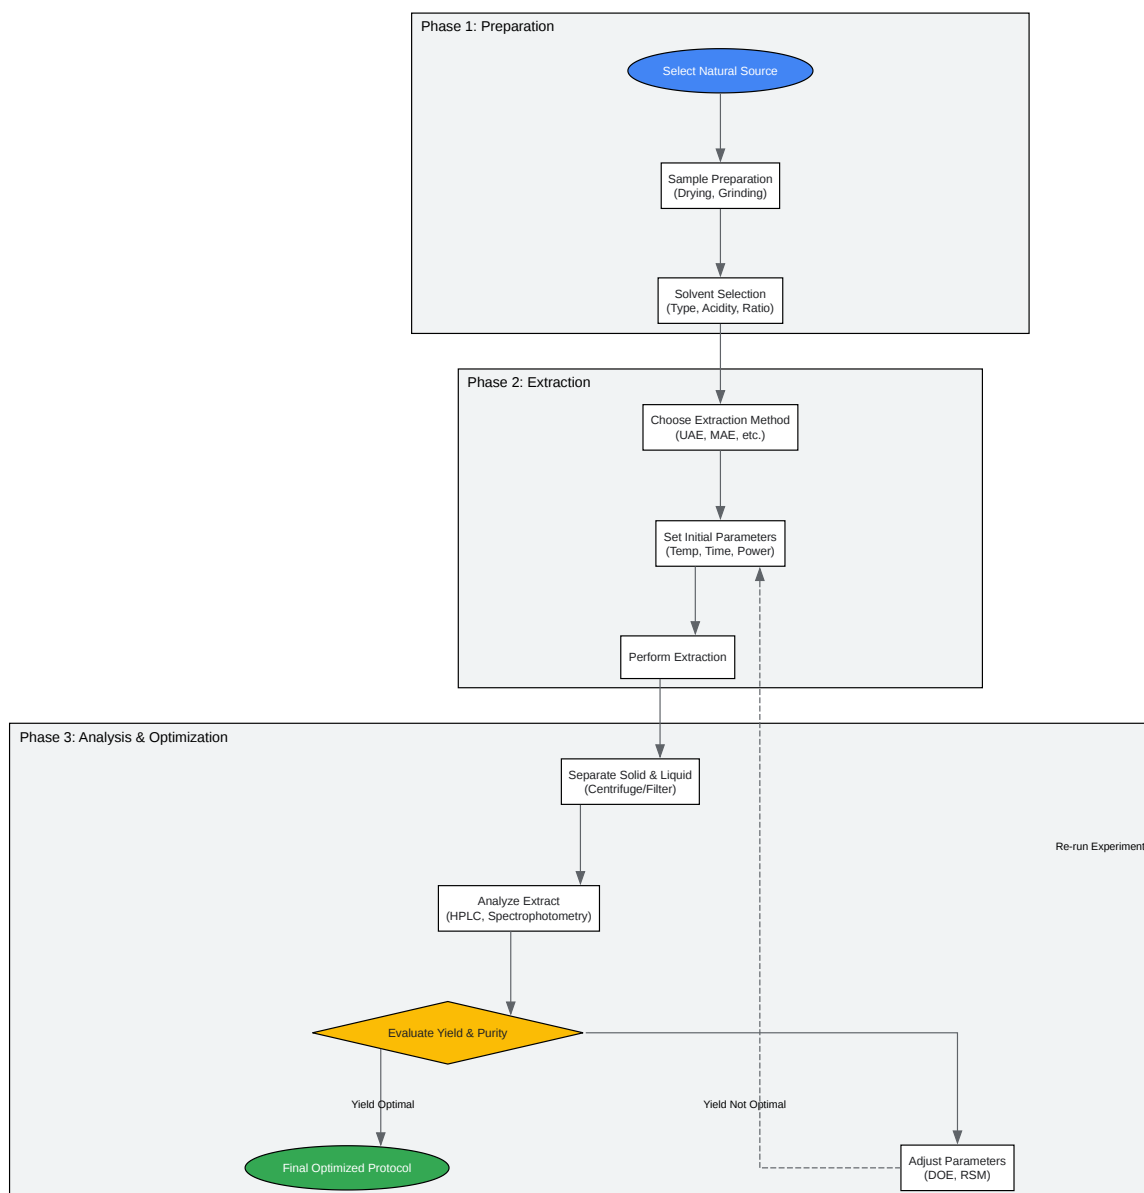 Phase 1: Preparation
Select Natural Source
Sample Preparation
(Drying, Grinding)
Solvent Selection
(Type, Acidity, Ratio)
Phase 2: Extraction
Choose Extraction Method
(UAE, MAE, etc.)
Set Initial Parameters
(Temp, Time, Power)
Perform Extraction
Phase 3: Analysis & Optimization
Separate Solid & Liquid
(Centrifuge/Filter)
Re-run Experiment
Analyze Extract
(HPLC, Spectrophotometry)
Evaluate Yield & Purity
Yield Optimal
Yield Not Optimal
Final Optimized Protocol
Adjust Parameters
(DOE, RSM)